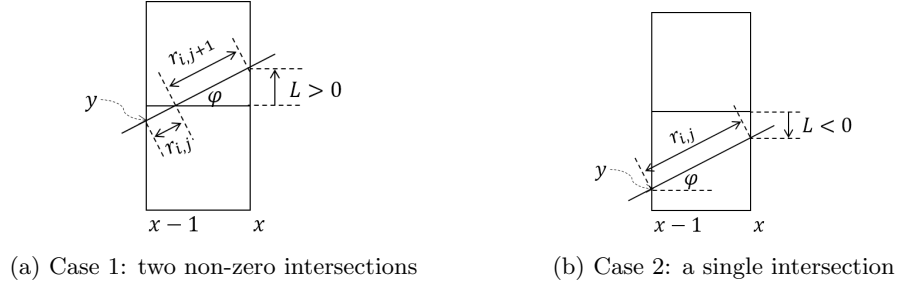 r_{i,j+1}
L > 0
y
φ
r_{i,j}
x − 1
x
(a) Case 1: two non-zero intersections
L < 0
r_{i,j}
y
φ
x − 1
x
(b) Case 2: a single intersection